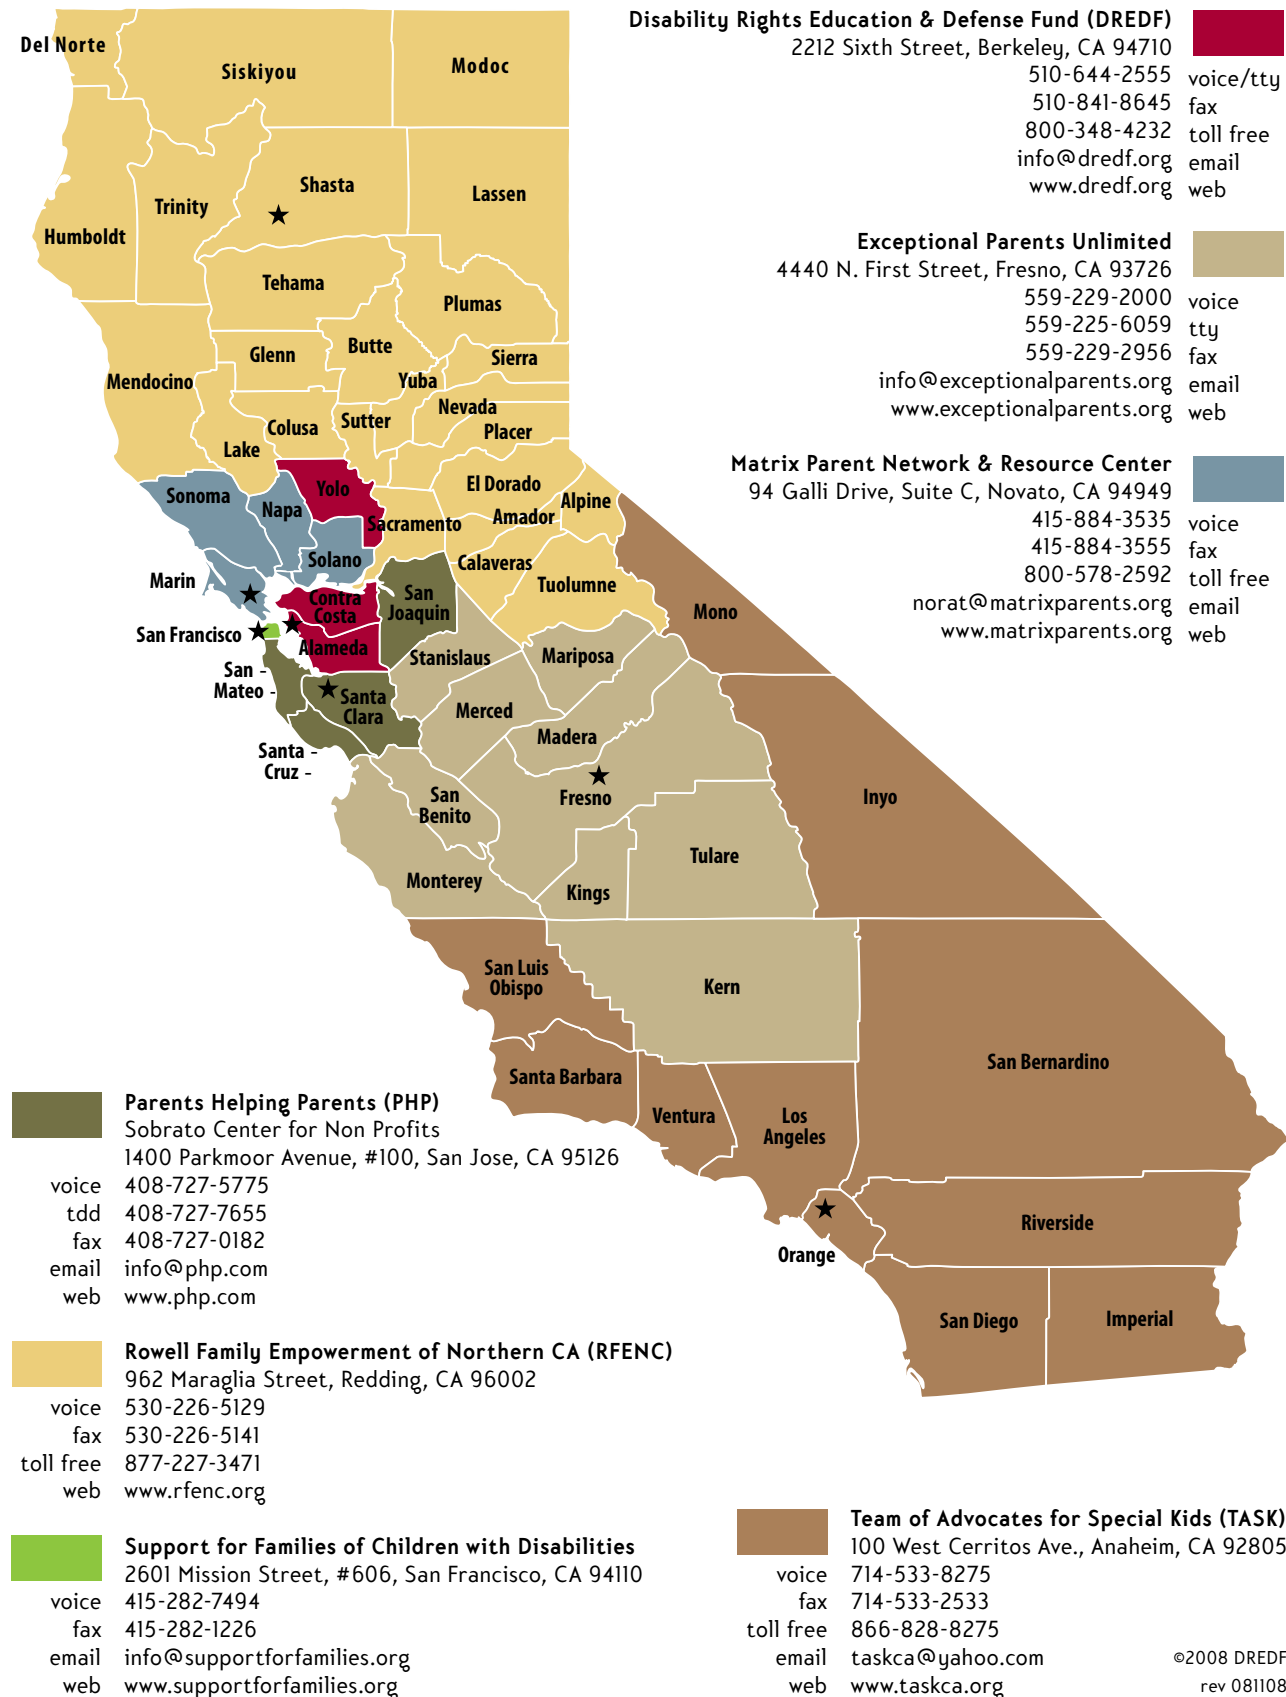 Disability Rights Education & Defense Fund (DREDF)
2212 Sixth Street, Berkeley, CA 94710
510-644-2555 voice/tty
510-841-8645 fax
800-348-4232 toll free
info@dredf.org email
www.dredf.org web
Exceptional Parents Unlimited
4440 N. First Street, Fresno, CA 93726
559-229-2000 voice
559-225-6059 tty
559-229-2956 fax
info@exceptionalparents.org email
www.exceptionalparents.org web
Matrix Parent Network & Resource Center
94 Galli Drive, Suite C, Novato, CA 94949
415-884-3535 voice
415-884-3555 fax
800-578-2592 toll free
norat@matrixparents.org email
www.matrixparents.org web
Del Norte
Siskiyou
Modoc
Shasta
Lassen
Trinity
Humboldt
Tehama
Plumas
Glenn
Butte
Sierra
Mendocino
Yuba
Nevada
Colusa
Sutter
Placer
Lake
Yolo
El Dorado
Sonoma
Napa
Sacramento
Amador
Alpine
Solano
Calaveras
Marin
Tuolumne
Contra
Costa
San
Joaquin
Mono
San Francisco
Alameda
Stanislaus
Mariposa
San -
Mateo -
Santa
Clara
Merced
Madera
Santa -
Cruz -
San
Benito
Fresno
Inyo
Tulare
Monterey
Kings
San Luis
Obispo
Kern
Santa Barbara
San Bernardino
Ventura
Los
Angeles
Riverside
Orange
San Diego
Imperial
Parents Helping Parents (PHP)
Sobrato Center for Non Profits
1400 Parkmoor Avenue, #100, San Jose, CA 95126
voice 408-727-5775
tdd 408-727-7655
fax 408-727-0182
email info@php.com
web www.php.com
Rowell Family Empowerment of Northern CA (RFENC)
962 Maraglia Street, Redding, CA 96002
voice 530-226-5129
fax 530-226-5141
toll free 877-227-3471
web www.rfenc.org
Support for Families of Children with Disabilities
2601 Mission Street, #606, San Francisco, CA 94110
voice 415-282-7494
fax 415-282-1226
email info@supportforfamilies.org
web www.supportforfamilies.org
Team of Advocates for Special Kids (TASK)
100 West Cerritos Ave., Anaheim, CA 92805
voice 714-533-8275
fax 714-533-2533
toll free 866-828-8275
email taskca@yahoo.com
web www.taskca.org
©2008 DREDF
rev 081108